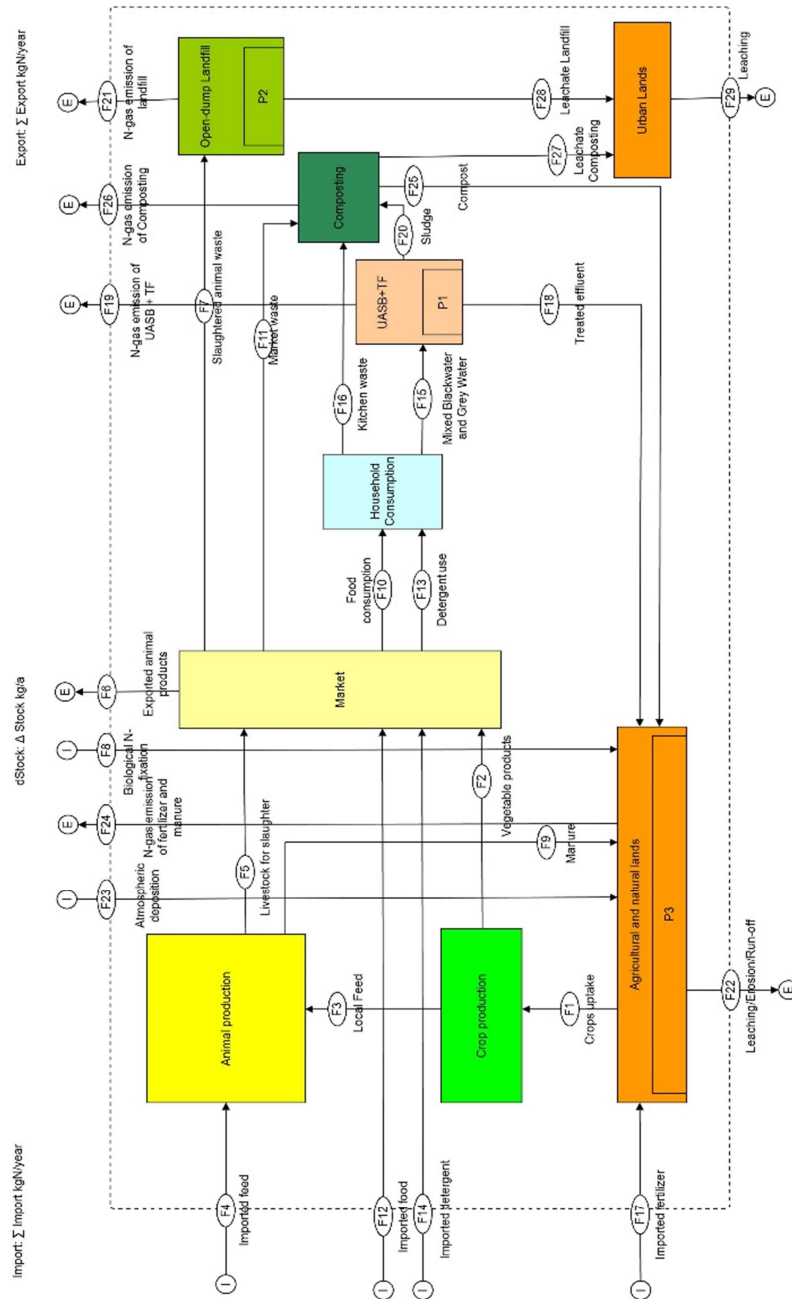 Import: ∑ Import kgN/year
dStock: Δ Stock kg/a
Export: ∑ Export kgN/year
I
E
I
E
E
E
E
F23
F24
F8
F6
F19
F26
F21
Atmospheric
deposition
N-gas emission
of fertilizer and
manure
Biological N-
fixation
Exported animal
products
N-gas emission of
UASB + TF
N-gas emission
of Composting
N-gas emission of
landfill
I
F4
Imported feed
Animal production
F5
Livestock for slaughter
F7
Slaughtered animal waste
Open-dump Landfill
P2
F11
Market waste
Composting
F3
Local Feed
Market
F16
Kitchen waste
F20
Sludge
F25
Compost
I
F12
Imported food
F10
Food
consumption
Household
Consumption
UASB+TF
P1
I
F14
Imported detergent
F13
Detergent use
F15
Mixed Blackwater
and Grey Water
Crop production
F2
Vegetable products
F9
Manure
F27
Leachate
Composting
F28
Leachate Landfill
F1
Crops uptake
F18
Treated effluent
Urban Lands
I
F17
Imported fertilizer
Agricultural and natural lands
P3
F22
Leaching/Erosion/Run-off
E
F29
Leaching
E